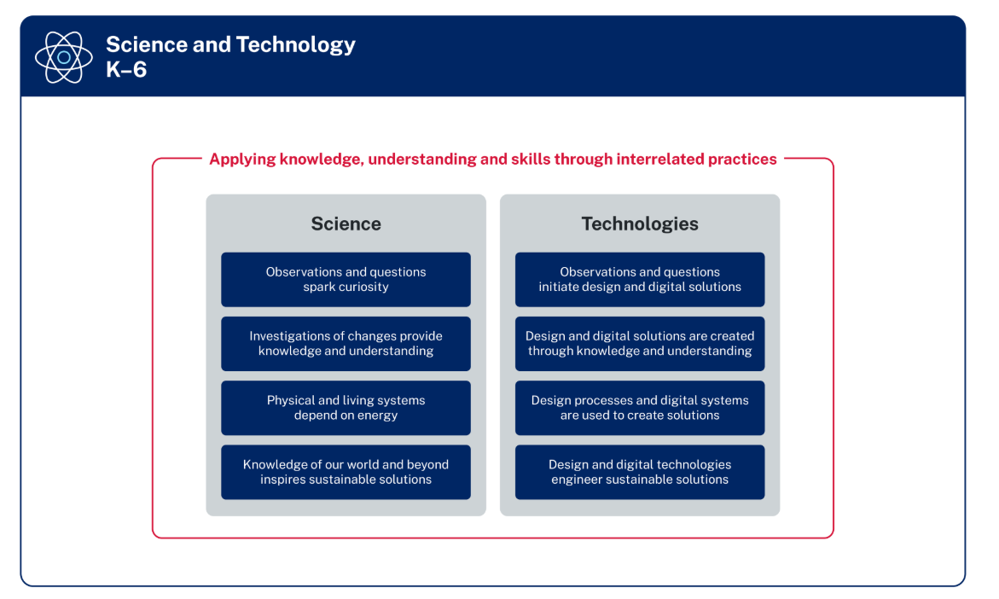 Science and Technology
K–6
Applying knowledge, understanding and skills through interrelated practices
Science
Observations and questions
spark curiosity
Investigations of changes provide
knowledge and understanding
Physical and living systems
depend on energy
Knowledge of our world and beyond
inspires sustainable solutions
Technologies
Observations and questions
initiate design and digital solutions
Design and digital solutions are created
through knowledge and understanding
Design processes and digital systems
are used to create solutions
Design and digital technologies
engineer sustainable solutions